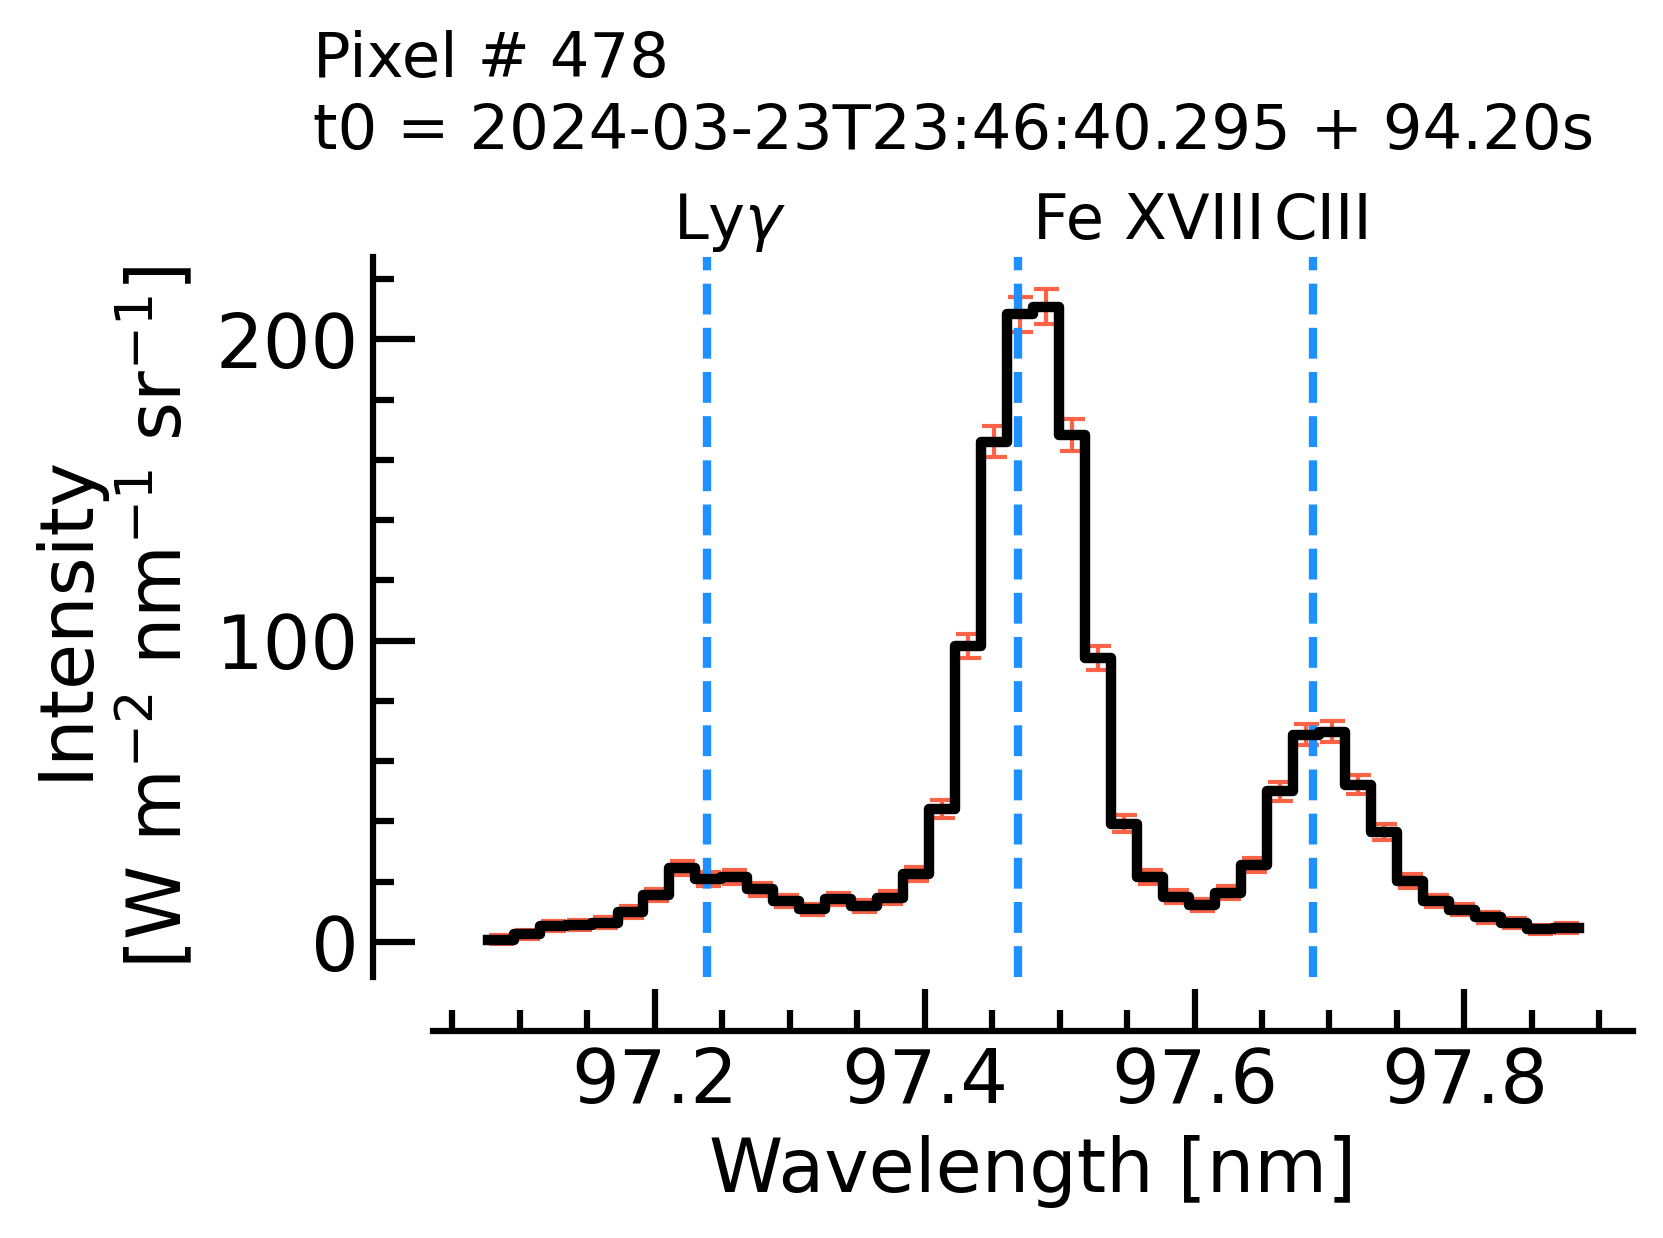 Pixel # 478
t0 = 2024-03-23T23:46:40.295 + 94.20s
Lyγ Fe XVIII CIII
Intensity
[W m⁻² nm⁻¹ sr⁻¹]
200
100
0
97.2 97.4 97.6 97.8
Wavelength [nm]